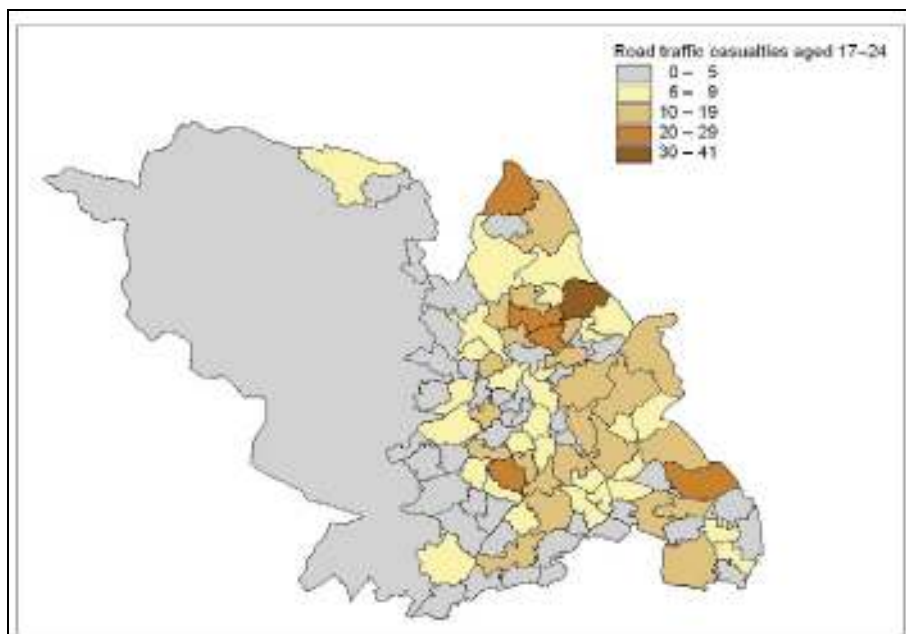 Road traffic casualties aged 17–24
0 – 5
6 – 9
10 – 19
20 – 29
30 – 41